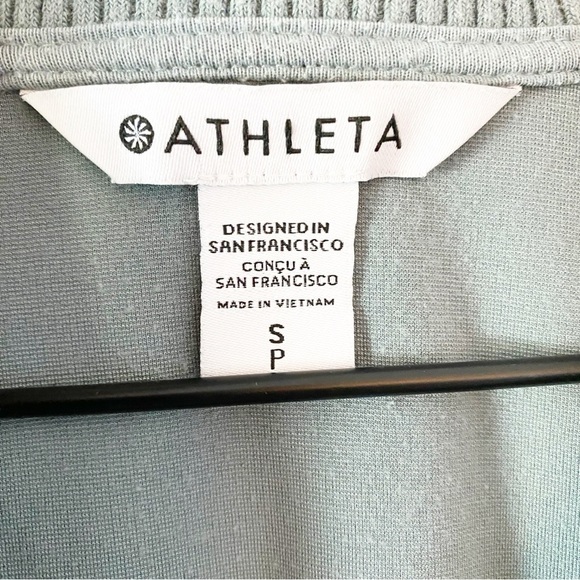 ATHLETA
DESIGNED IN
SAN FRANCISCO
CONÇU À
SAN FRANCISCO
MADE IN VIETNAM
S
P